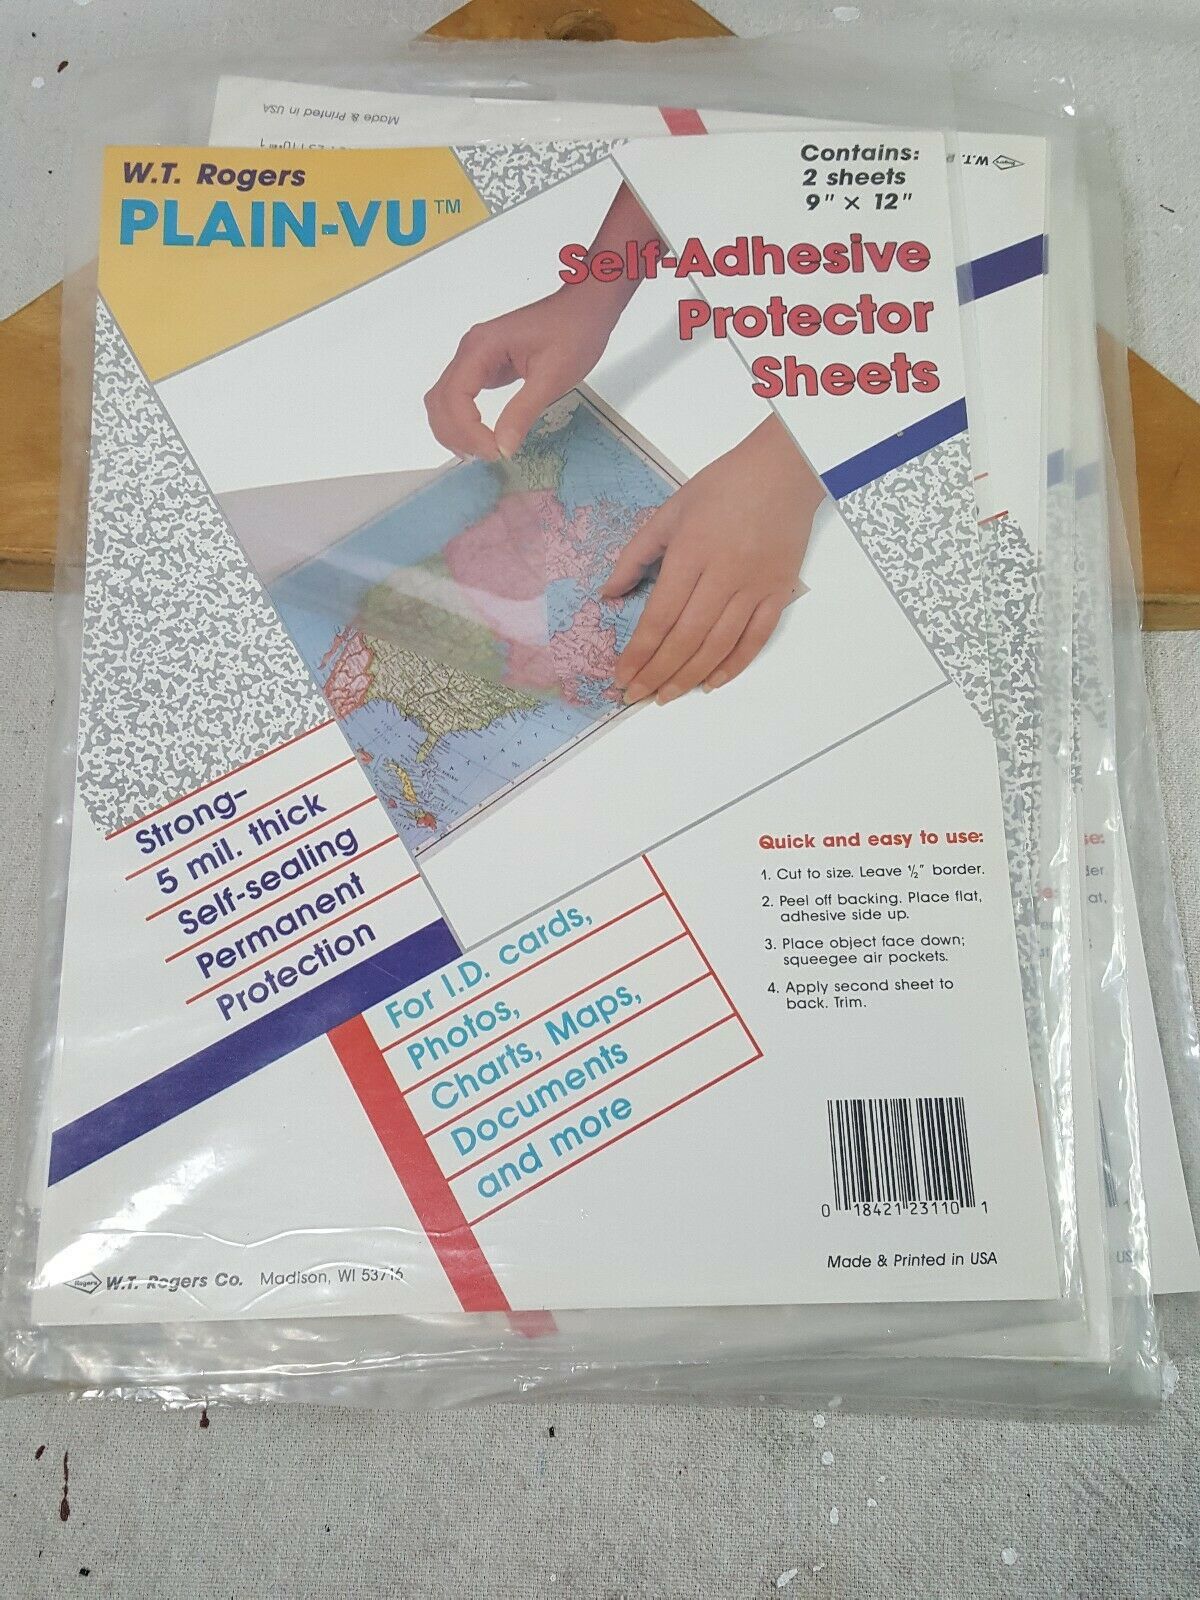 Made & Printed in USA
W.T.
W.T. Rogers
PLAIN-VU™
Contains:
2 sheets
9" x 12"
Self-Adhesive
Protector
Sheets
Strong-
5 mil. thick
Self-sealing
Permanent
Protection
For I.D. cards,
Photos,
Charts, Maps,
Documents
and more
Quick and easy to use:
1. Cut to size. Leave ½" border.
2. Peel off backing. Place flat,
adhesive side up.
3. Place object face down;
squeegee air pockets.
4. Apply second sheet to
back. Trim.
0 18421 23110 1
Made & Printed in USA
Rogers W.T. Rogers Co. Madison, WI 53716